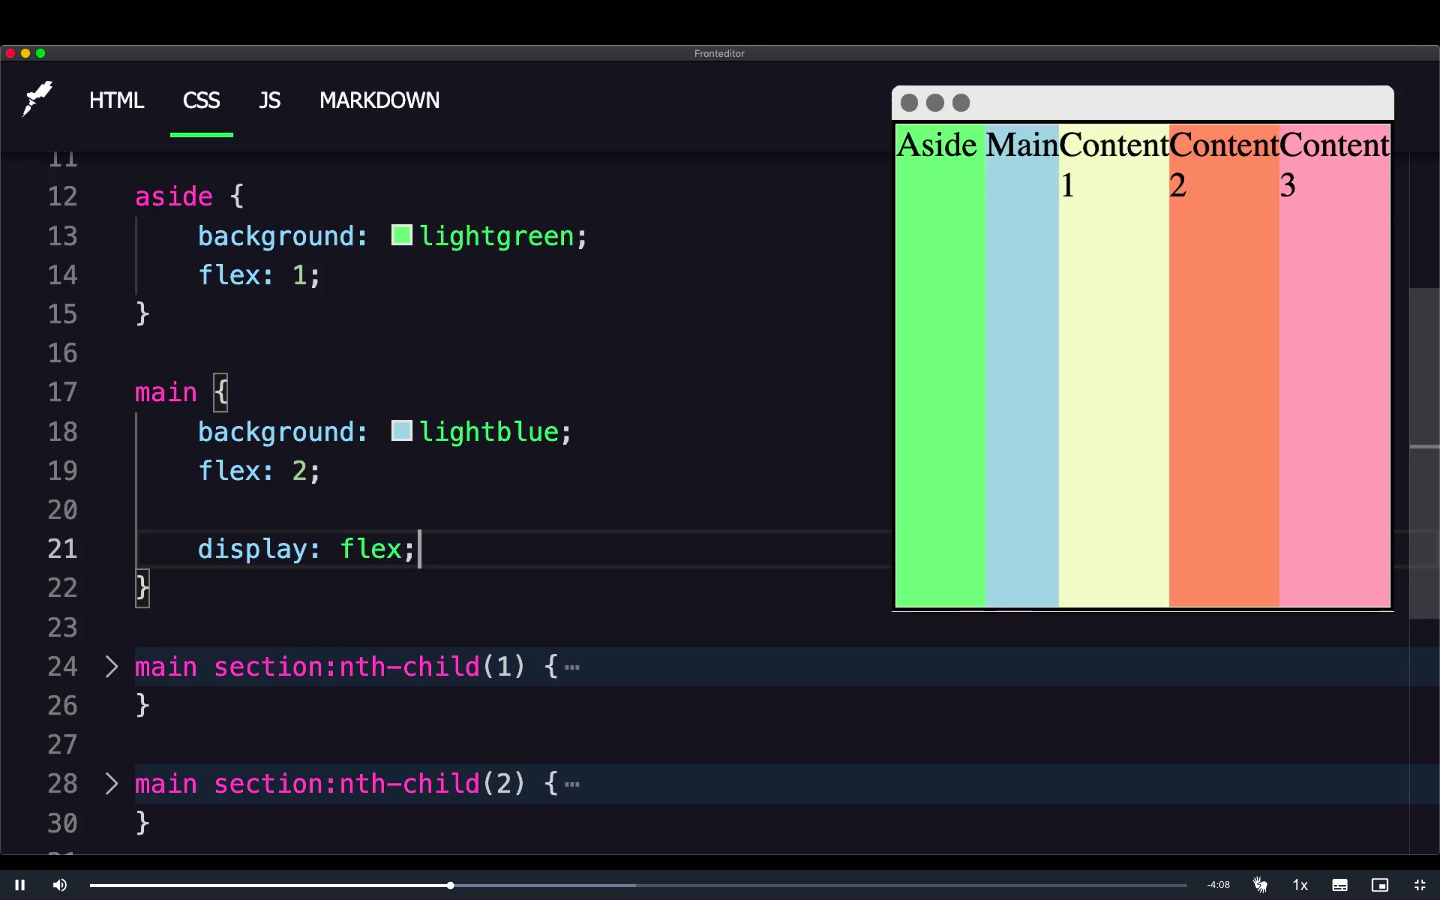 Fronteditor
HTML CSS JS MARKDOWN
11
12 aside {
13 background: lightgreen;
14 flex: 1;
15 }
16
17 main {
18 background: lightblue;
19 flex: 2;
20
21 display: flex;
22 }
23
24 main section:nth-child(1) {⋯
26 }
27
28 main section:nth-child(2) {⋯
30 }
Aside Main Content Content Content
1 2 3
-4:08 1x